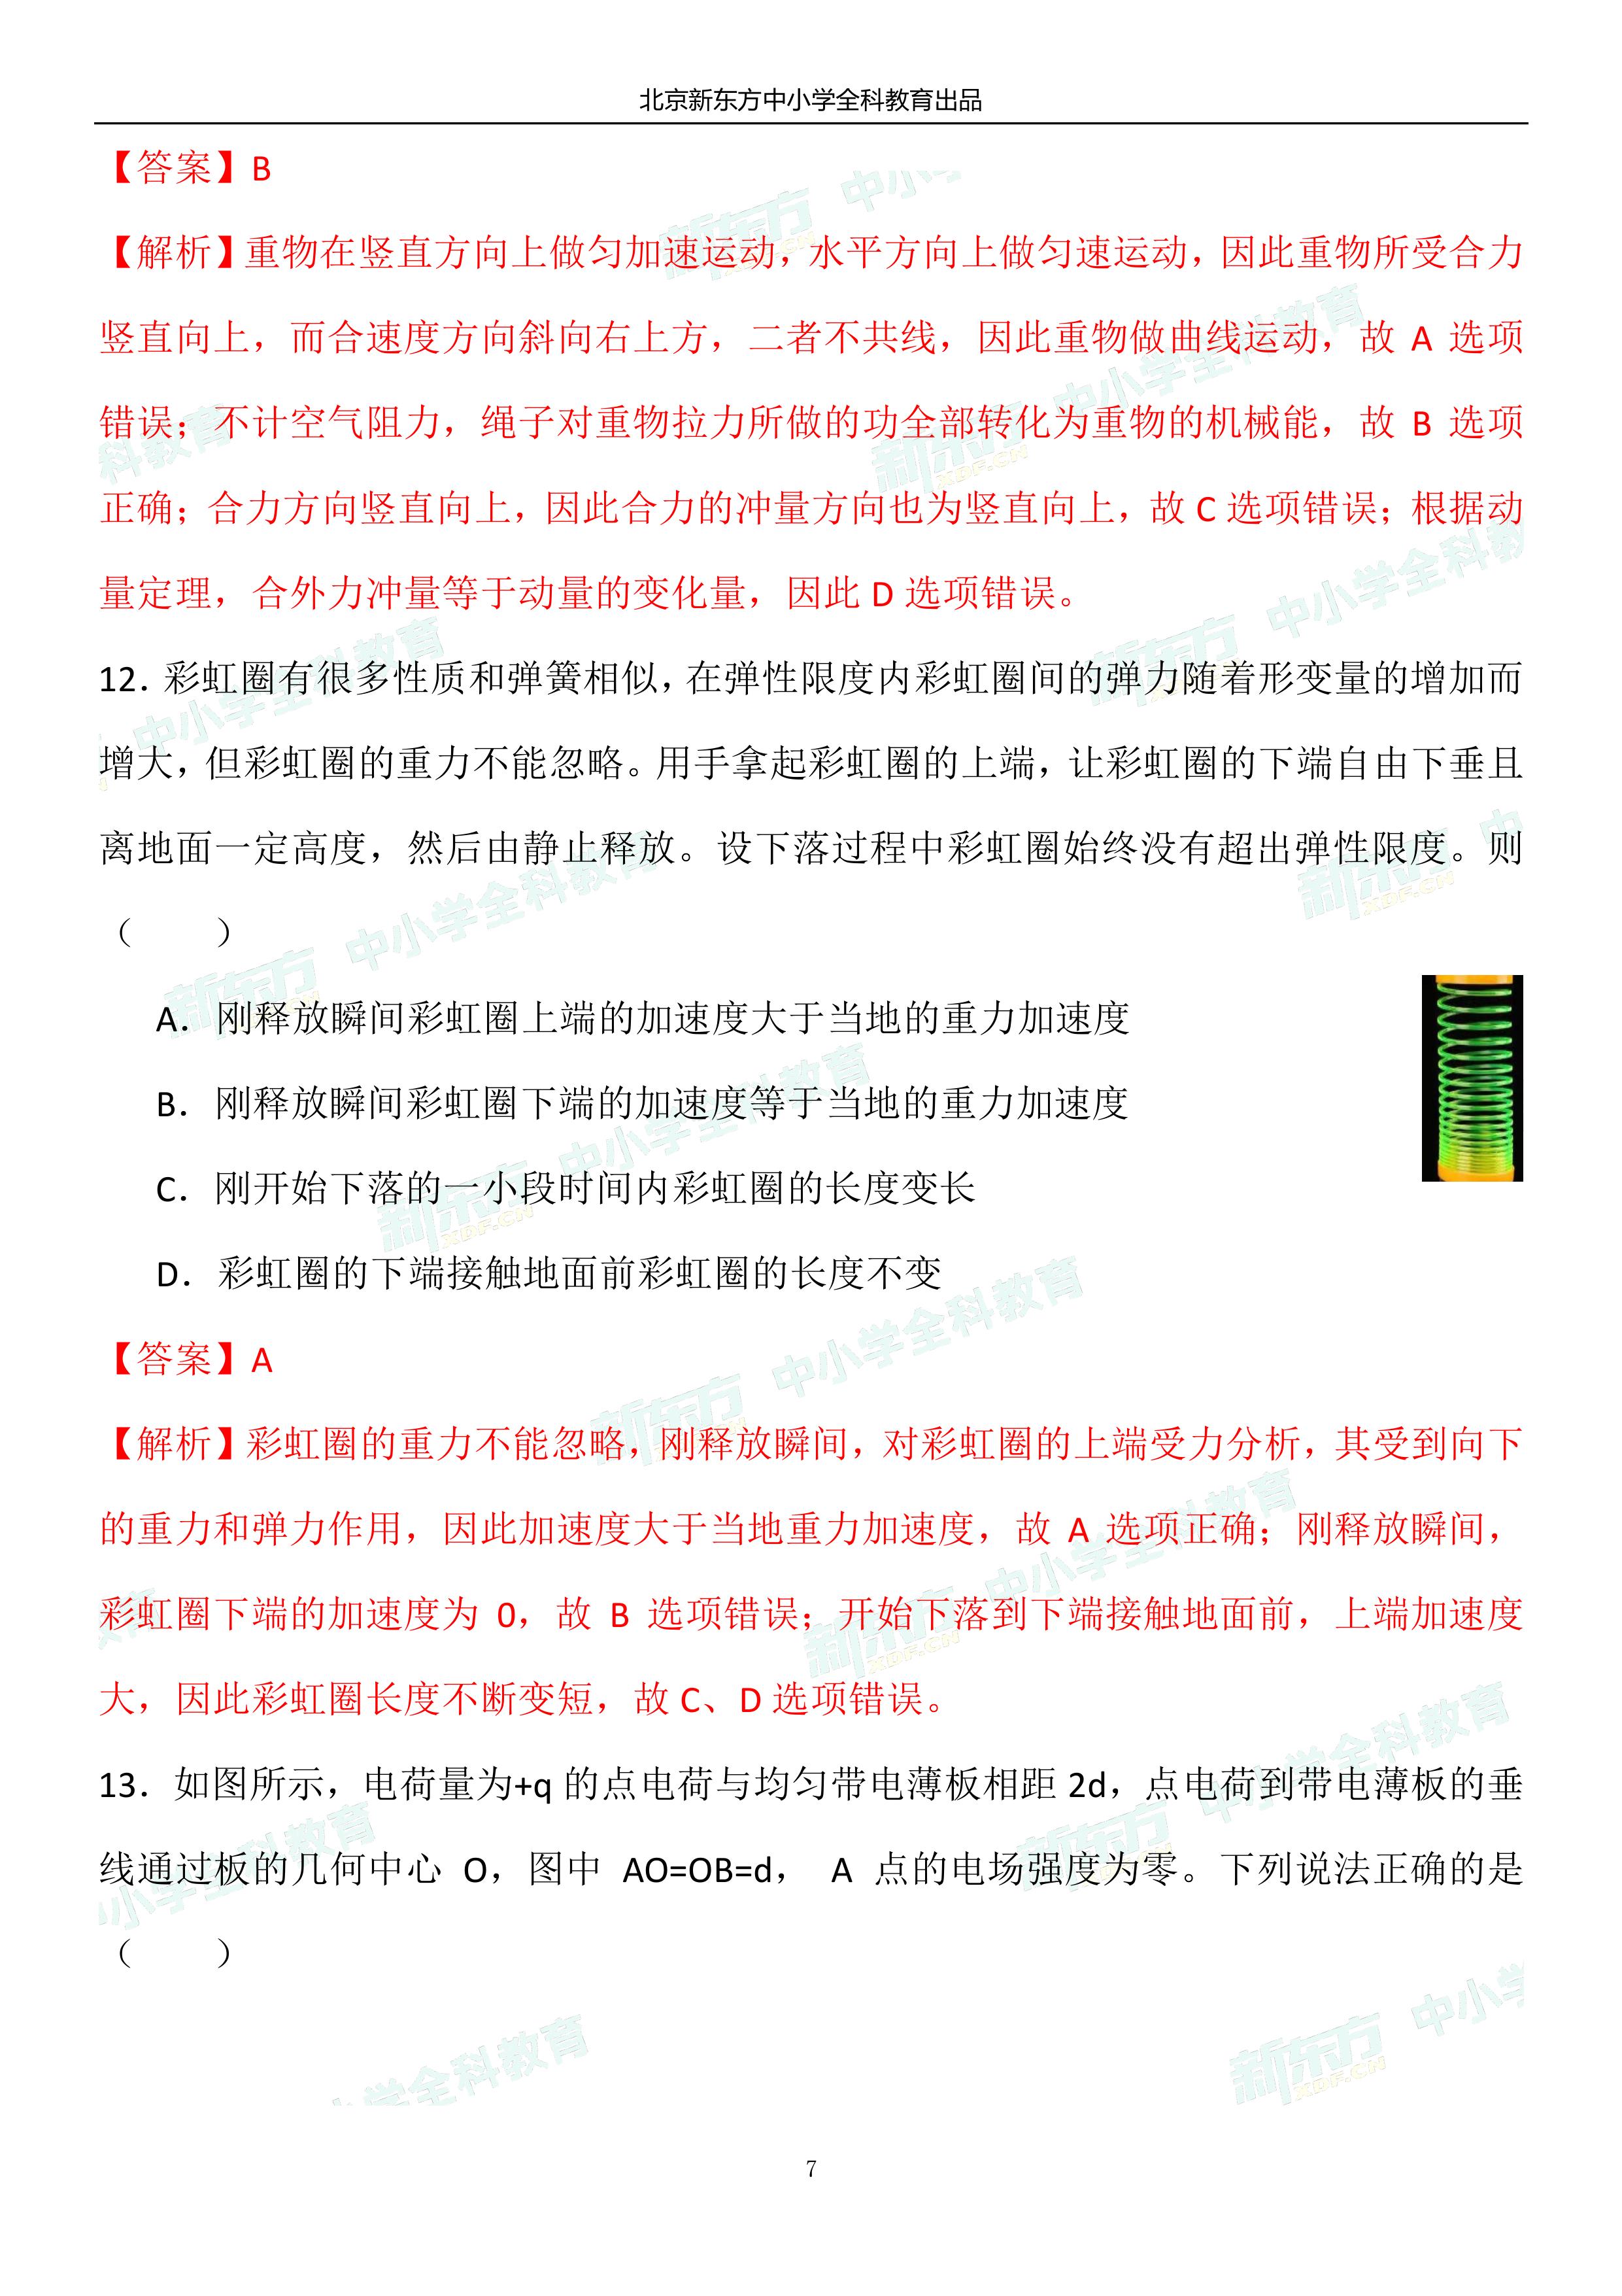 北京新东方中小学全科教育出品
【答案】B
【解析】重物在竖直方向上做匀加速运动，水平方向上做匀速运动，因此重物所受合力
竖直向上，而合速度方向斜向右上方，二者不共线，因此重物做曲线运动，故 A 选项
错误；不计空气阻力，绳子对重物拉力所做的功全部转化为重物的机械能，故 B 选项
正确；合力方向竖直向上，因此合力的冲量方向也为竖直向上，故 C 选项错误；根据动
量定理，合外力冲量等于动量的变化量，因此 D 选项错误。
12．彩虹圈有很多性质和弹簧相似，在弹性限度内彩虹圈间的弹力随着形变量的增加而
增大，但彩虹圈的重力不能忽略。用手拿起彩虹圈的上端，让彩虹圈的下端自由下垂且
离地面一定高度，然后由静止释放。设下落过程中彩虹圈始终没有超出弹性限度。则
（　　）
A．刚释放瞬间彩虹圈上端的加速度大于当地的重力加速度
B．刚释放瞬间彩虹圈下端的加速度等于当地的重力加速度
C．刚开始下落的一小段时间内彩虹圈的长度变长
D．彩虹圈的下端接触地面前彩虹圈的长度不变
【答案】A
【解析】彩虹圈的重力不能忽略，刚释放瞬间，对彩虹圈的上端受力分析，其受到向下
的重力和弹力作用，因此加速度大于当地重力加速度，故 A 选项正确；刚释放瞬间，
彩虹圈下端的加速度为 0，故 B 选项错误；开始下落到下端接触地面前，上端加速度
大，因此彩虹圈长度不断变短，故 C、D 选项错误。
13．如图所示，电荷量为+q 的点电荷与均匀带电薄板相距 2d，点电荷到带电薄板的垂
线通过板的几何中心 O，图中 AO=OB=d， A 点的电场强度为零。下列说法正确的是
（　　）
7